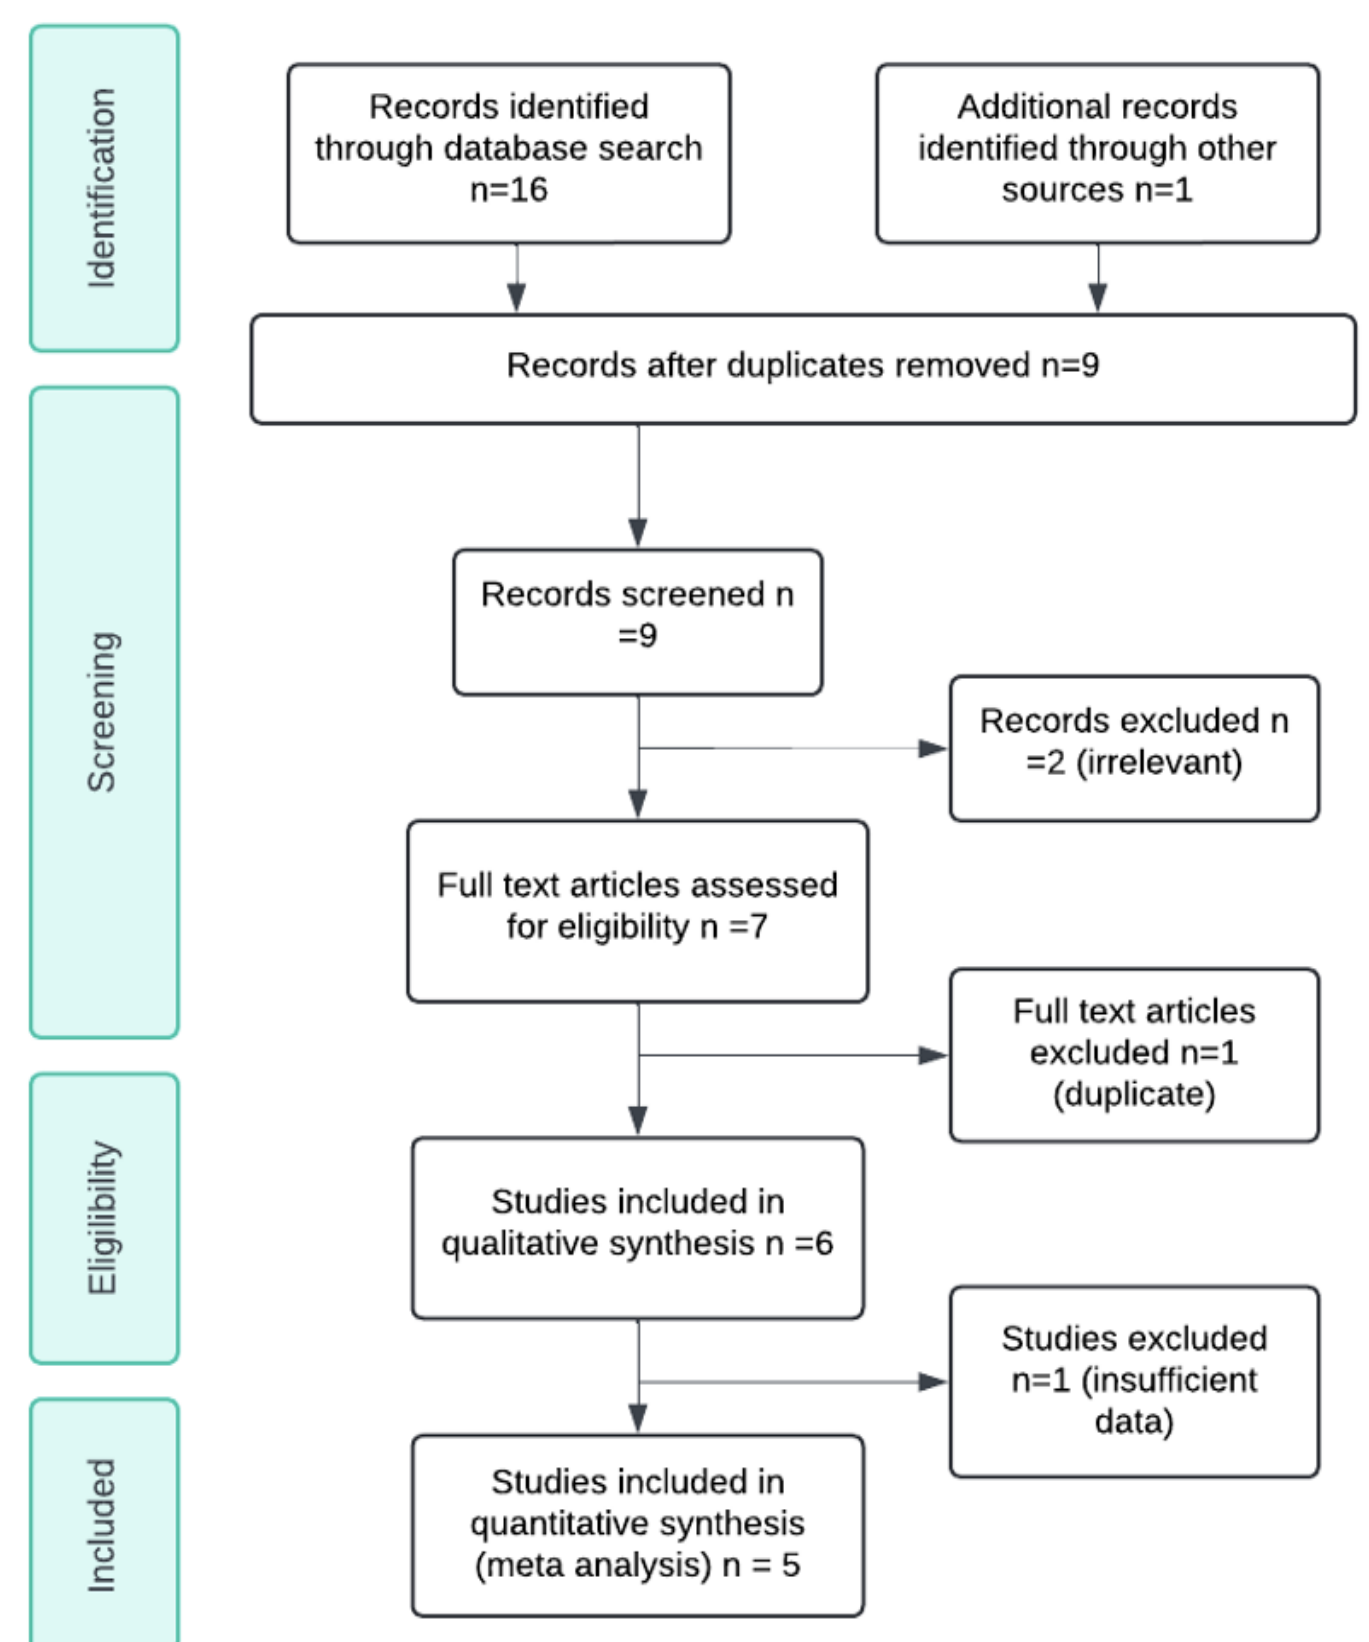 Identification
Records identified
through database search
n=16
Additional records
identified through other
sources n=1
Records after duplicates removed n=9
Screening
Records screened n
=9
Records excluded n
=2 (irrelevant)
Full text articles assessed
for eligibility n =7
Full text articles
excluded n=1
(duplicate)
Eligilibility
Studies included in
qualitative synthesis n =6
Studies excluded
n=1 (insufficient
data)
Included
Studies included in
quantitative synthesis
(meta analysis) n = 5